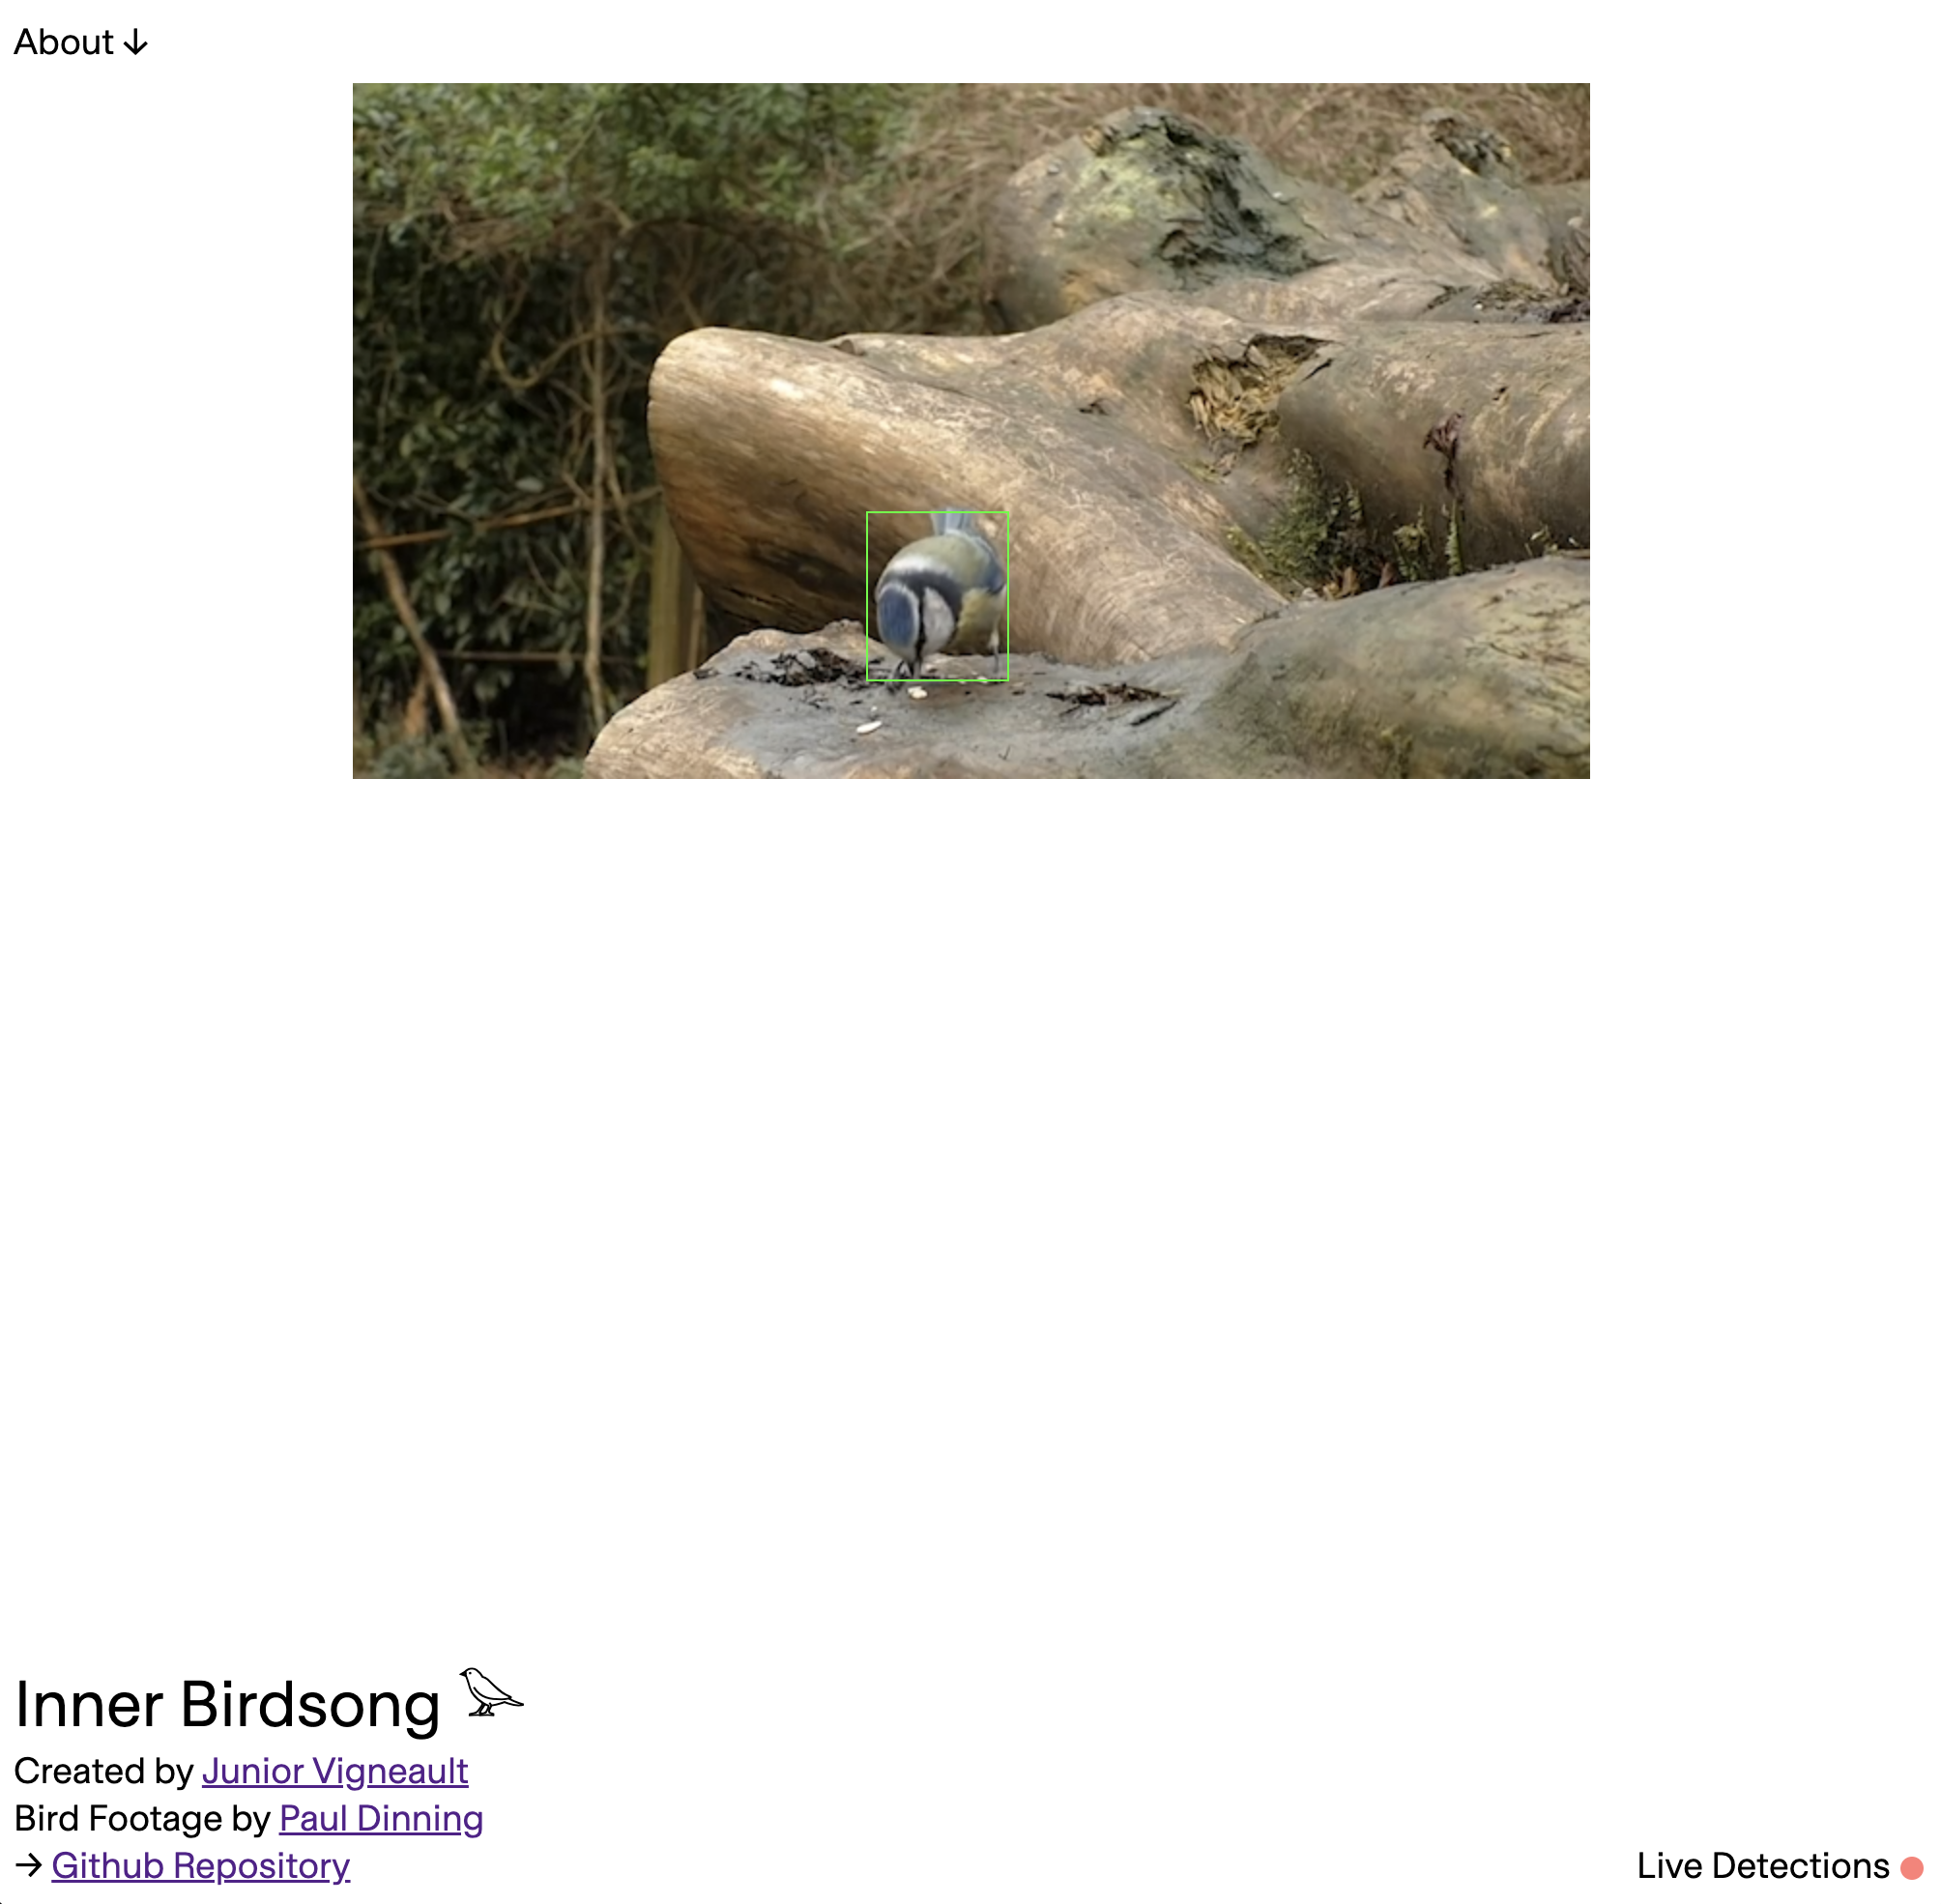 About ↓
Inner Birdsong
Created by Junior Vigneault
Bird Footage by Paul Dinning
→ Github Repository
Live Detections